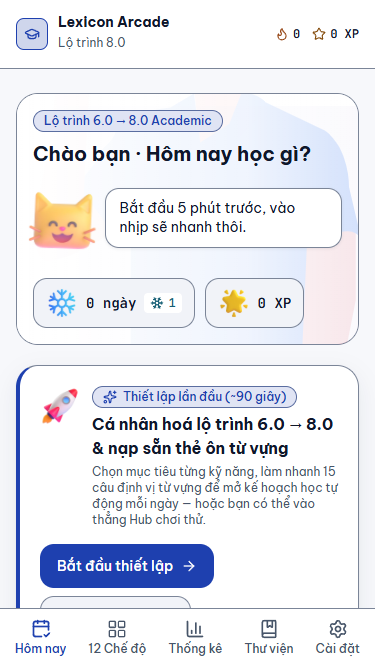 Lexicon Arcade
Lộ trình 8.0
0
0 XP
Lộ trình 6.0 → 8.0 Academic
Chào bạn · Hôm nay học gì?
Bắt đầu 5 phút trước, vào
nhịp sẽ nhanh thôi.
0 ngày
1
0 XP
Thiết lập lần đầu (~90 giây)
Cá nhân hoá lộ trình 6.0 → 8.0
& nạp sẵn thẻ ôn từ vựng
Chọn mục tiêu từng kỹ năng, làm nhanh 15
câu định vị từ vựng để mở kế hoạch học tự
động mỗi ngày — hoặc bạn có thể vào
thẳng Hub chơi thử.
Bắt đầu thiết lập →
Hôm nay
12 Chế độ
Thống kê
Thư viện
Cài đặt